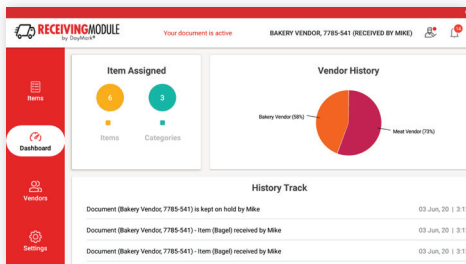 RECEIVINGMODULE
by DayMark®
Your document is active
BAKERY VENDOR, 7785-541 (RECEIVED BY MIKE)
Items
Dashboard
Vendors
Settings
Item Assigned
6
3
Items
Categories
Vendor History
Bakery Vendor (58%)
Meat Vendor (73%)
History Track
Document (Bakery Vendor, 7785-541) is kept on hold by Mike
03 Jun, 20 |
Document (Bakery Vendor, 7785-541) - Item (Bagel) received by Mike
03 Jun, 20 |
Document (Bakery Vendor, 7785-541) - Item (Bagel) received by Mike
03 Jun, 20 |